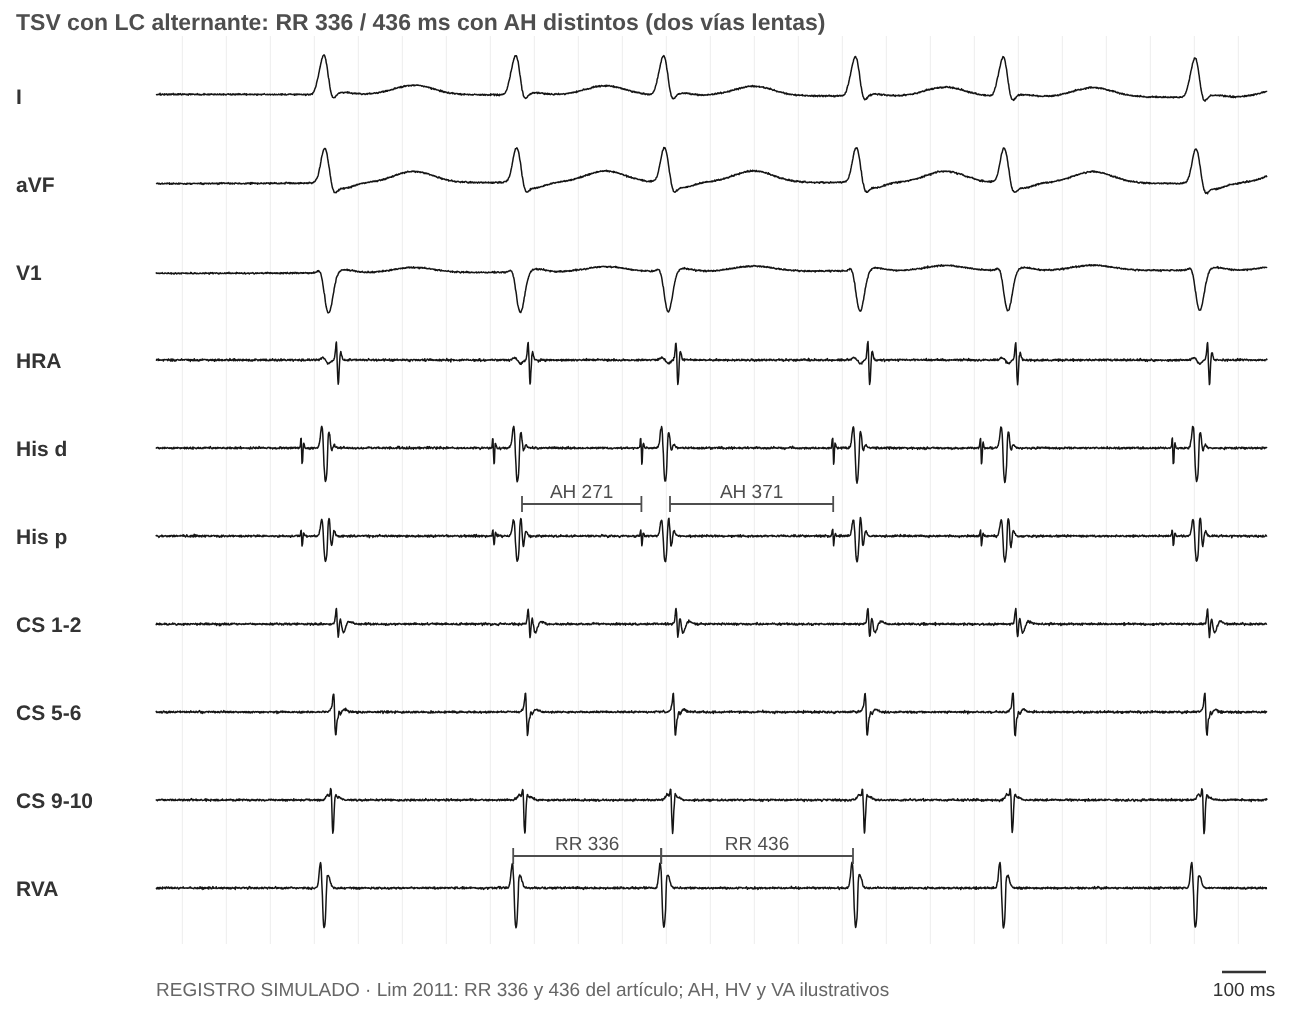 TSV con LC alternante: RR 336 / 436 ms con AH distintos (dos vías lentas)
I
aVF
V1
HRA
His d
AH 271 AH 371
His p
CS 1-2
CS 5-6
CS 9-10
RR 336 RR 436
RVA
REGISTRO SIMULADO · Lim 2011: RR 336 y 436 del artículo; AH, HV y VA ilustrativos
100 ms